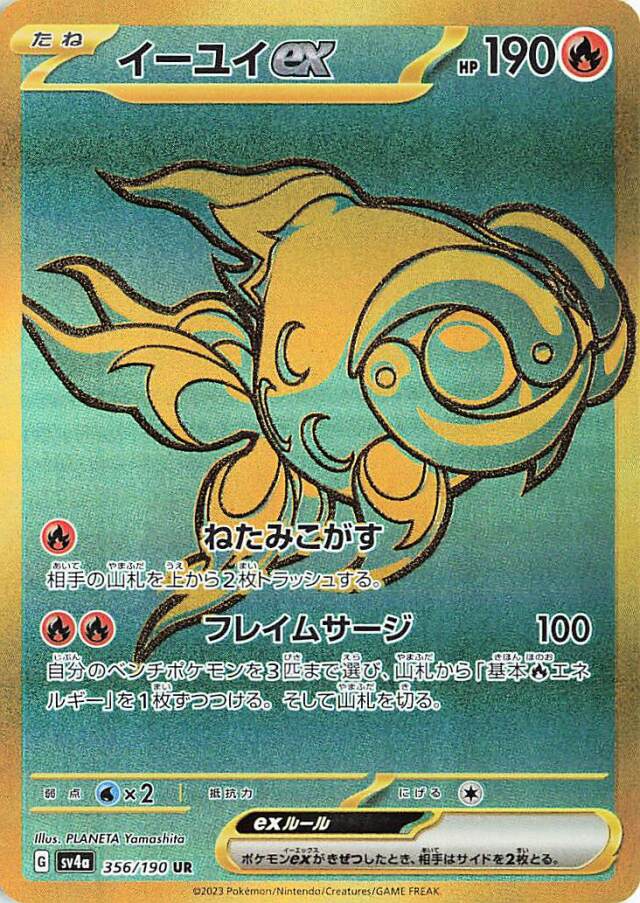 たね
イーユイex
HP 190
ねたみこがす
相手の山札を上から2枚トラッシュする。
フレイムサージ 100
自分のベンチポケモンを3匹まで選び、山札から「基本エネ
ルギー」を1枚ずつつける。そして山札を切る。
弱点 ×2 抵抗力 にげる
exルール
ポケモンexがきぜつしたとき、相手はサイドを2枚とる。
Illus. PLANETA Yamashita
G sv4a 356/190 UR
©2023 Pokémon/Nintendo/Creatures/GAME FREAK.